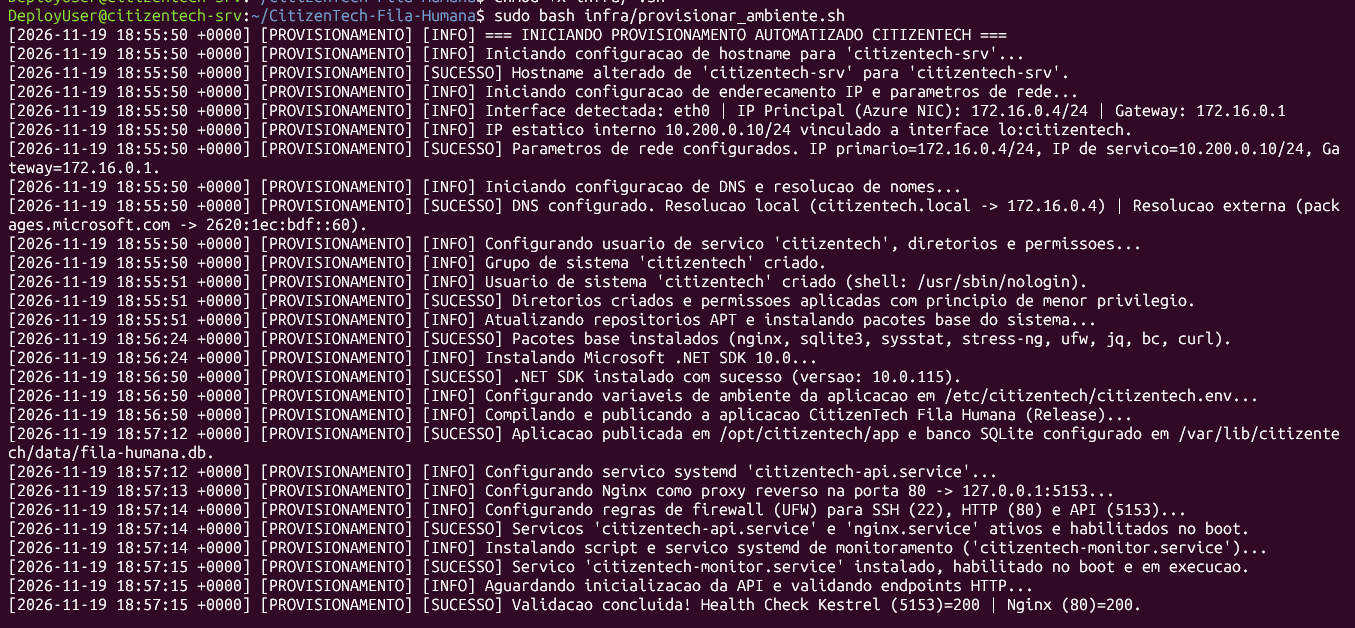 DeployUser@citizentech-srv:~/CitizenTech-Fila-Humana$ chmod +x infra/*.sh
DeployUser@citizentech-srv:~/CitizenTech-Fila-Humana$ sudo bash infra/provisionar_ambiente.sh
[2026-11-19 18:55:50 +0000] [PROVISIONAMENTO] [INFO] === INICIANDO PROVISIONAMENTO AUTOMATIZADO CITIZENTECH ===
[2026-11-19 18:55:50 +0000] [PROVISIONAMENTO] [INFO] Iniciando configuracao de hostname para 'citizentech-srv'...
[2026-11-19 18:55:50 +0000] [PROVISIONAMENTO] [SUCESSO] Hostname alterado de 'citizentech-srv' para 'citizentech-srv'.
[2026-11-19 18:55:50 +0000] [PROVISIONAMENTO] [INFO] Iniciando configuracao de enderecamento IP e parametros de rede...
[2026-11-19 18:55:50 +0000] [PROVISIONAMENTO] [INFO] Interface detectada: eth0 | IP Principal (Azure NIC): 172.16.0.4/24 | Gateway: 172.16.0.1
[2026-11-19 18:55:50 +0000] [PROVISIONAMENTO] [INFO] IP estatico interno 10.200.0.10/24 vinculado a interface lo:citizentech.
[2026-11-19 18:55:50 +0000] [PROVISIONAMENTO] [SUCESSO] Parametros de rede configurados. IP primario=172.16.0.4/24, IP de servico=10.200.0.10/24, Ga
teway=172.16.0.1.
[2026-11-19 18:55:50 +0000] [PROVISIONAMENTO] [INFO] Iniciando configuracao de DNS e resolucao de nomes...
[2026-11-19 18:55:50 +0000] [PROVISIONAMENTO] [SUCESSO] DNS configurado. Resolucao local (citizentech.local -> 172.16.0.4) | Resolucao externa (pack
ages.microsoft.com -> 2620:1ec:bdf::60).
[2026-11-19 18:55:50 +0000] [PROVISIONAMENTO] [INFO] Configurando usuario de servico 'citizentech', diretorios e permissoes...
[2026-11-19 18:55:50 +0000] [PROVISIONAMENTO] [INFO] Grupo de sistema 'citizentech' criado.
[2026-11-19 18:55:51 +0000] [PROVISIONAMENTO] [INFO] Usuario de sistema 'citizentech' criado (shell: /usr/sbin/nologin).
[2026-11-19 18:55:51 +0000] [PROVISIONAMENTO] [SUCESSO] Diretorios criados e permissoes aplicadas com principio de menor privilegio.
[2026-11-19 18:55:51 +0000] [PROVISIONAMENTO] [INFO] Atualizando repositorios APT e instalando pacotes base do sistema...
[2026-11-19 18:56:24 +0000] [PROVISIONAMENTO] [SUCESSO] Pacotes base instalados (nginx, sqlite3, sysstat, stress-ng, ufw, jq, bc, curl).
[2026-11-19 18:56:24 +0000] [PROVISIONAMENTO] [INFO] Instalando Microsoft .NET SDK 10.0...
[2026-11-19 18:56:50 +0000] [PROVISIONAMENTO] [SUCESSO] .NET SDK instalado com sucesso (versao: 10.0.115).
[2026-11-19 18:56:50 +0000] [PROVISIONAMENTO] [INFO] Configurando variaveis de ambiente da aplicacao em /etc/citizentech/citizentech.env...
[2026-11-19 18:56:50 +0000] [PROVISIONAMENTO] [INFO] Compilando e publicando a aplicacao CitizenTech Fila Humana (Release)...
[2026-11-19 18:57:12 +0000] [PROVISIONAMENTO] [SUCESSO] Aplicacao publicada em /opt/citizentech/app e banco SQLite configurado em /var/lib/citizente
ch/data/fila-humana.db.
[2026-11-19 18:57:12 +0000] [PROVISIONAMENTO] [INFO] Configurando servico systemd 'citizentech-api.service'...
[2026-11-19 18:57:13 +0000] [PROVISIONAMENTO] [INFO] Configurando Nginx como proxy reverso na porta 80 -> 127.0.0.1:5153...
[2026-11-19 18:57:14 +0000] [PROVISIONAMENTO] [INFO] Configurando regras de firewall (UFW) para SSH (22), HTTP (80) e API (5153)...
[2026-11-19 18:57:14 +0000] [PROVISIONAMENTO] [SUCESSO] Servicos 'citizentech-api.service' e 'nginx.service' ativos e habilitados no boot.
[2026-11-19 18:57:14 +0000] [PROVISIONAMENTO] [INFO] Instalando script e servico systemd de monitoramento ('citizentech-monitor.service')...
[2026-11-19 18:57:15 +0000] [PROVISIONAMENTO] [SUCESSO] Servico 'citizentech-monitor.service' instalado, habilitado no boot e em execucao.
[2026-11-19 18:57:15 +0000] [PROVISIONAMENTO] [INFO] Aguardando inicializacao da API e validando endpoints HTTP...
[2026-11-19 18:57:15 +0000] [PROVISIONAMENTO] [SUCESSO] Validacao concluida! Health Check Kestrel (5153)=200 | Nginx (80)=200.